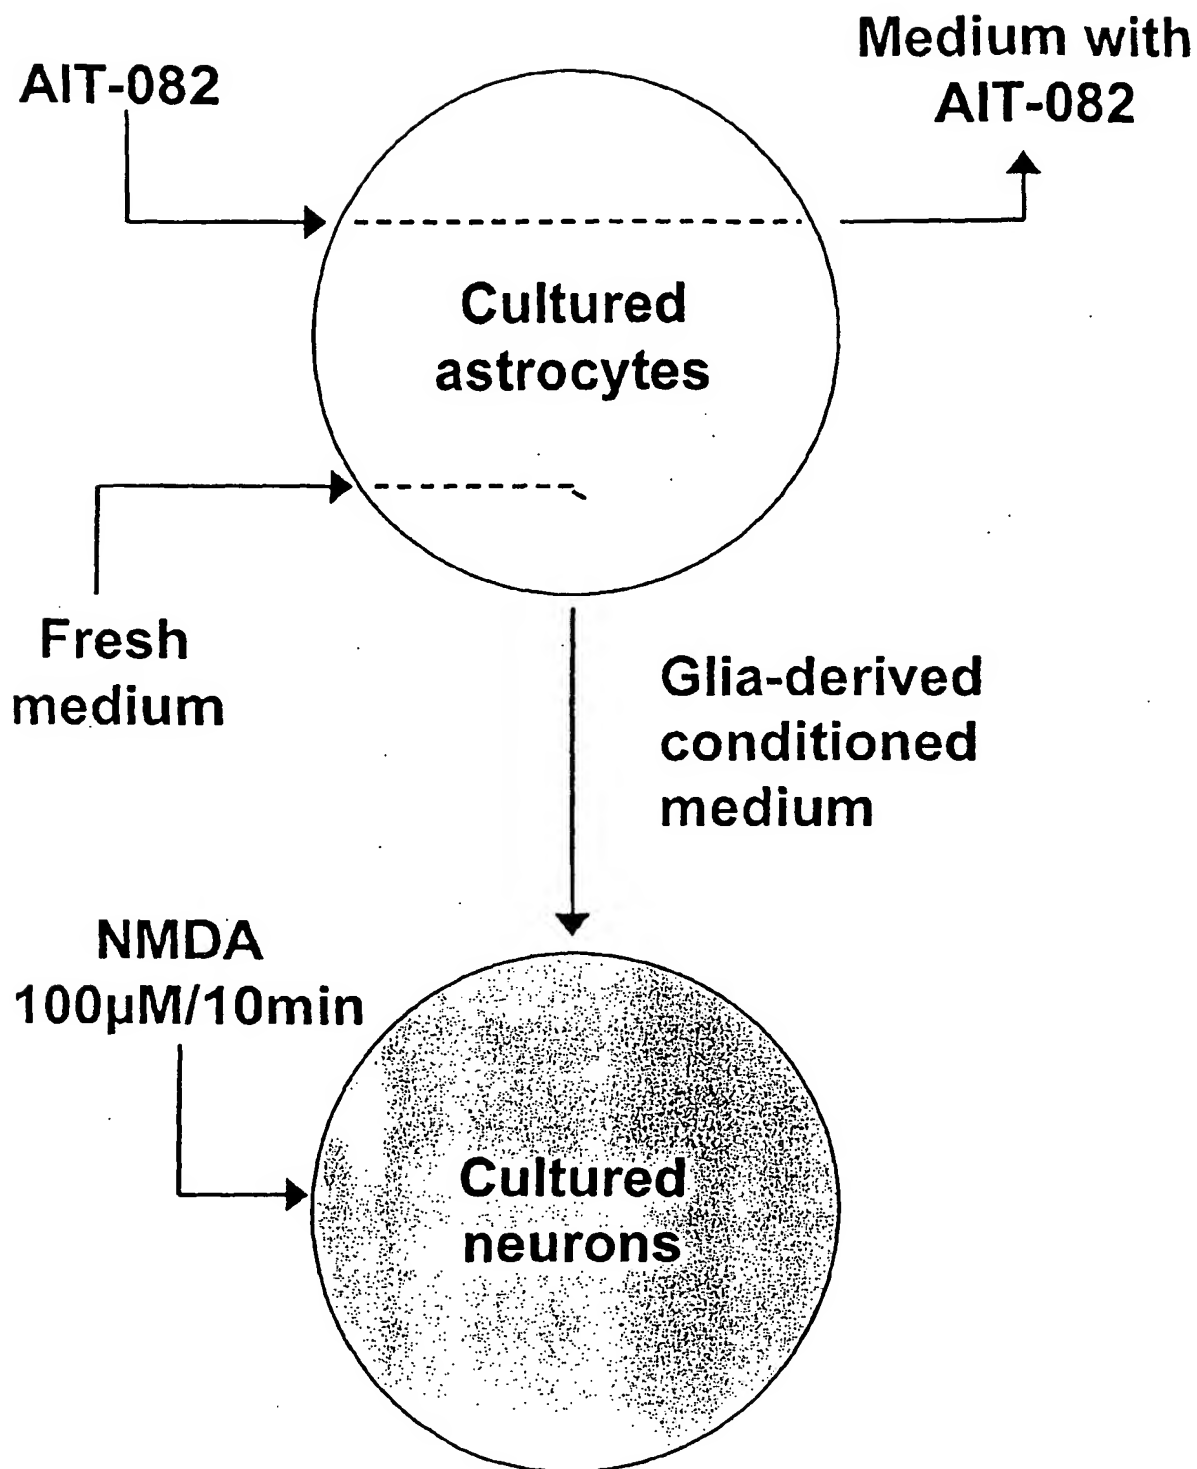 AIT-082
Medium with
AIT-082
Cultured
astrocytes
Fresh
medium
Glia-derived
conditioned
medium
NMDA
100µM/10min
Cultured
neurons